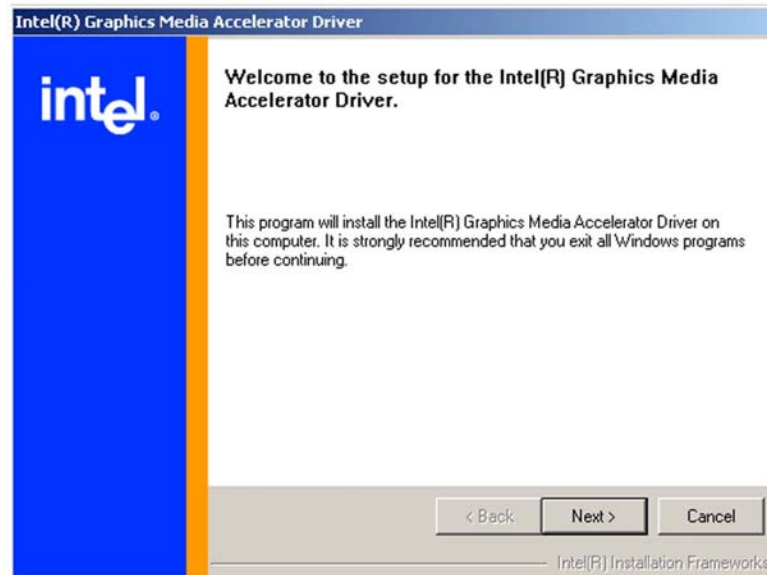 Intel(R) Graphics Media Accelerator Driver
intel®
Welcome to the setup for the Intel(R) Graphics Media
Accelerator Driver.
This program will install the Intel(R) Graphics Media Accelerator Driver on
this computer. It is strongly recommended that you exit all Windows programs
before continuing.
< Back Next > Cancel
Intel(R) Installation Frameworks